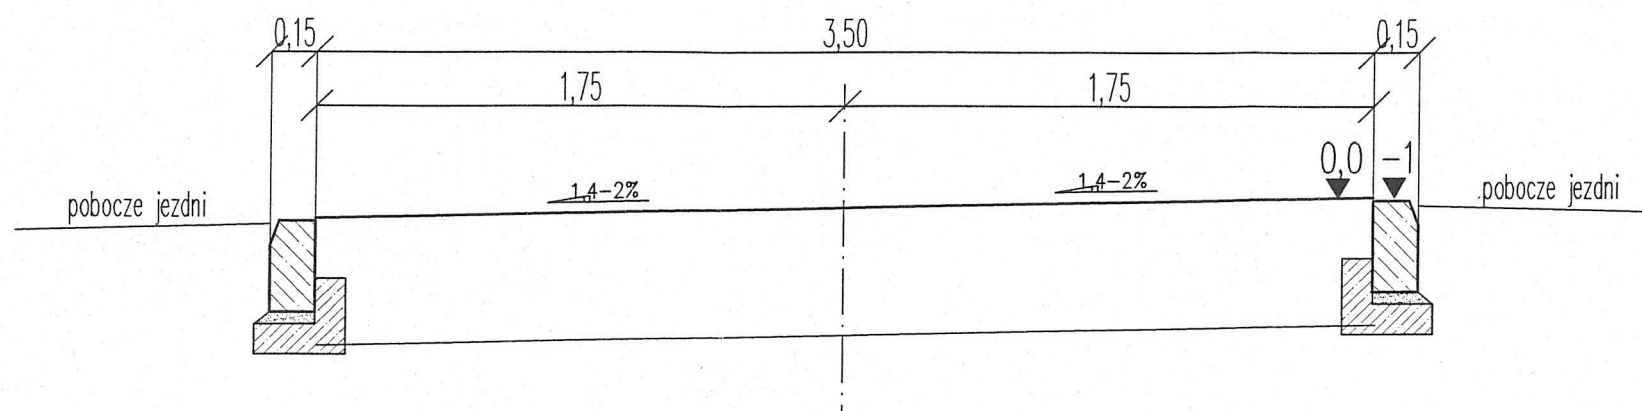 0,15 3,50 0,15
1,75 1,75
0,0 -1
1,4-2% 1,4-2%
pobocze jezdni pobocze jezdni